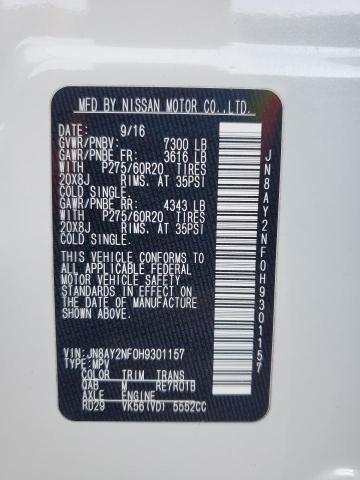 MFD BY NISSAN MOTOR CO.,LTD.
DATE: 9/16
GVWR/PNBV: 7300 LB
GAWR/PNBE FR: 3616 LB
WITH P275/60R20 TIRES
20X8J RIMS. AT 35PSI
COLD SINGLE
GAWR/PNBE RR: 4343 LB
WITH P275/60R20 TIRES
20X8J RIMS. AT 35PSI
COLD SINGLE.
THIS VEHICLE CONFORMS TO
ALL APPLICABLE FEDERAL
MOTOR VEHICLE SAFETY
STANDARDS IN EFFECT ON THE
DATE OF MANUFACTURE
SHOWN ABOVE.
VIN:JN8AY2NF0H9301157
TYPE:MPV
COLOR TRIM TRANS
QAB M RE7R01B
AXLE ENGINE
RD29 VK56(VD) 5552CC
JN8AY2NF0H9301157